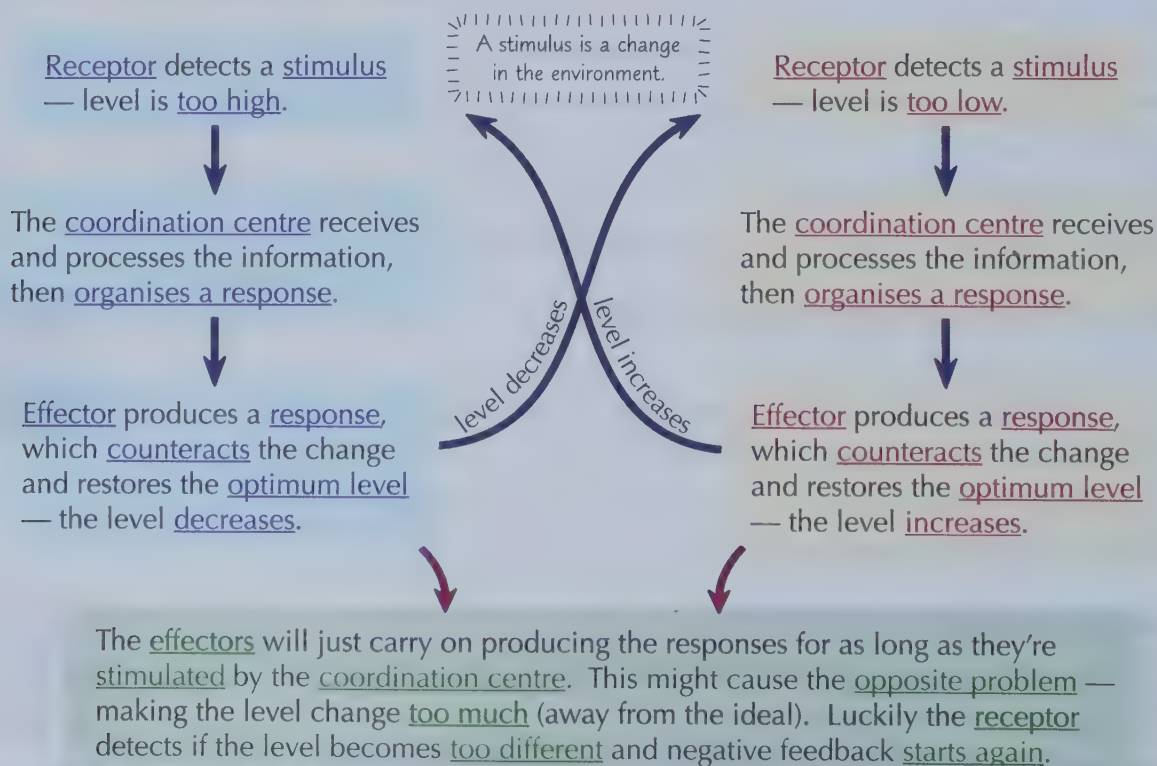 A stimulus is a change
in the environment.
Receptor detects a stimulus
— level is too high.
The coordination centre receives
and processes the information,
then organises a response.
Effector produces a response,
which counteracts the change
and restores the optimum level
— the level decreases.
level decreases
level increases
Receptor detects a stimulus
— level is too low.
The coordination centre receives
and processes the information,
then organises a response.
Effector produces a response,
which counteracts the change
and restores the optimum level
— the level increases.
The effectors will just carry on producing the responses for as long as they're
stimulated by the coordination centre. This might cause the opposite problem —
making the level change too much (away from the ideal). Luckily the receptor
detects if the level becomes too different and negative feedback starts again.